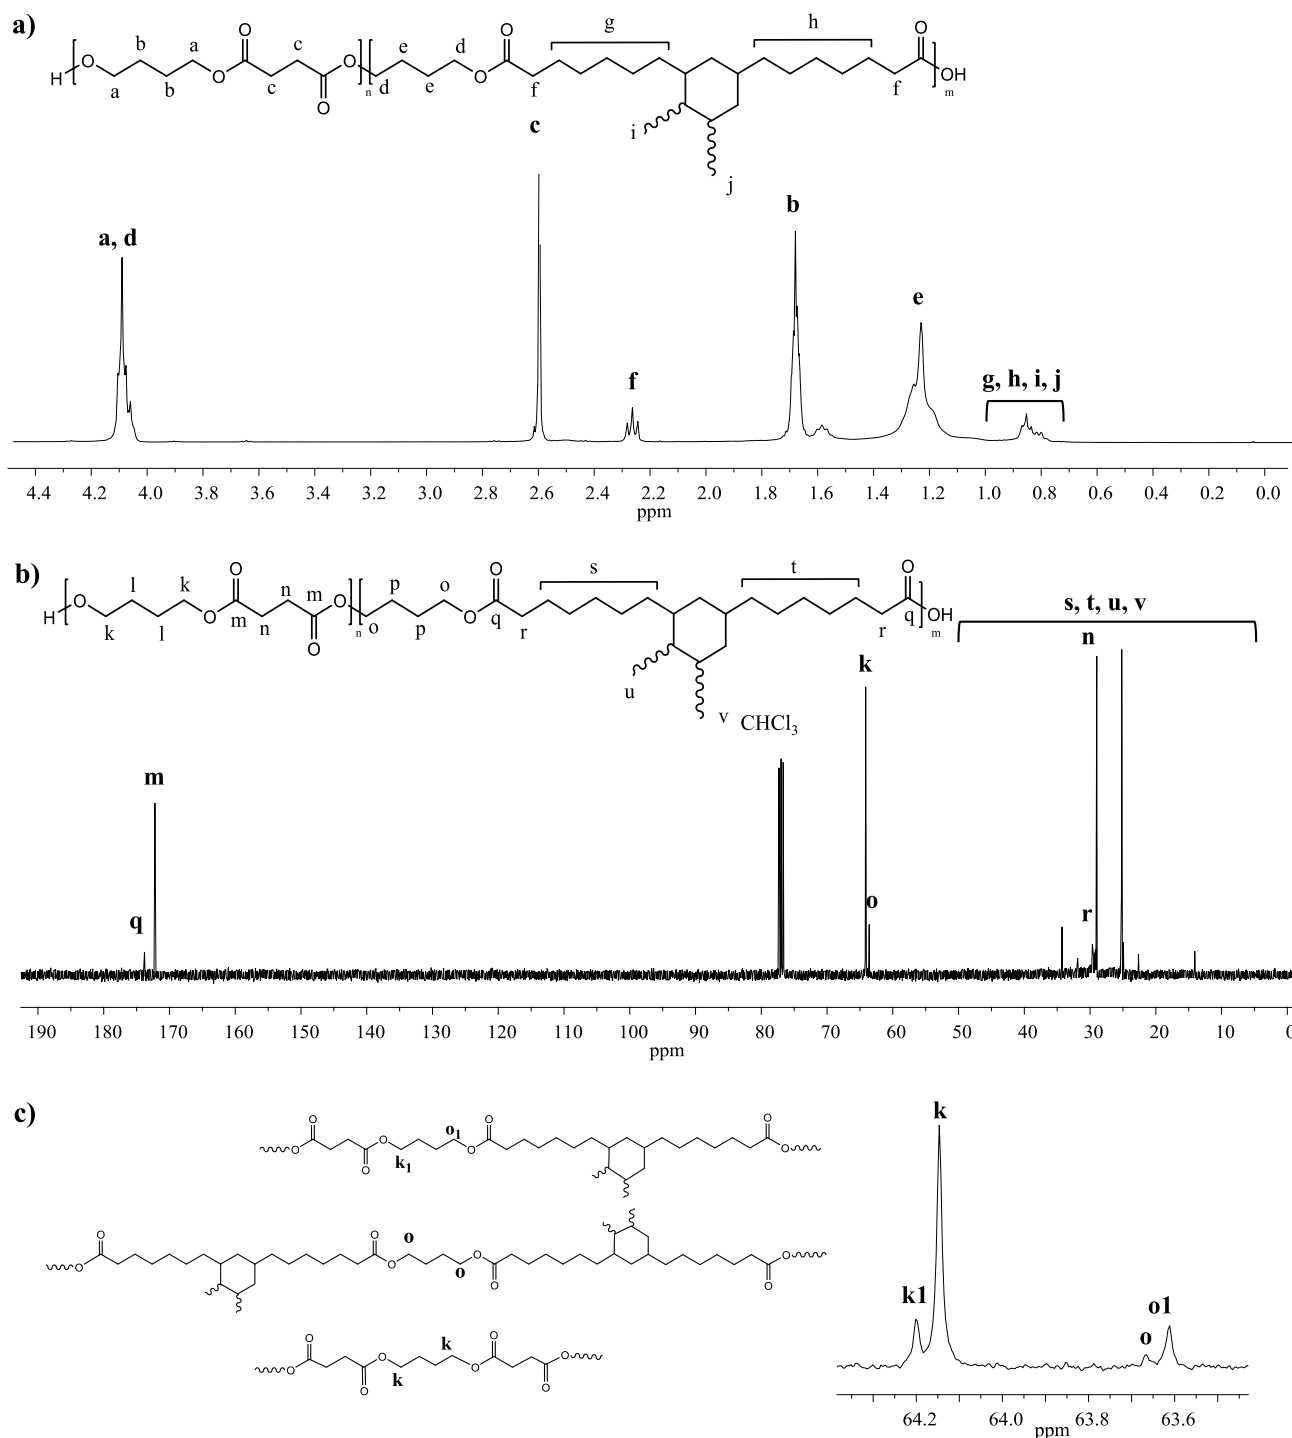 a)
g
h
b
a
O
c
e
d
O
O
H
O
O
O
n
O
OH
m
a
b
c
O
d
e
f
f
i
j
c
a, d
b
e
f
g, h, i, j
4.4 4.2 4.0 3.8 3.6 3.4 3.2 3.0 2.8 2.6 2.4 2.2 2.0 1.8 1.6 1.4 1.2 1.0 0.8 0.6 0.4 0.2 0.0
ppm
b)
s
t
l
k
O
n
m
p
o
O
O
H
O
O
m
O
n
O
q
q
OH
m
k
l
n
O
o
p
r
r
u
v
CHCl3
s, t, u, v
n
k
m
q
o
r
190 180 170 160 150 140 130 120 110 100 90 80 70 60 50 40 30 20 10 0
ppm
c)
O
O
o1
O
O
O
O
k1
O
O
O
O
o
O
O
O
O
o
O
O
O
k
O
O
O
O
k
O
O
k
k1
o1
o
64.2 64.0 63.8 63.6
ppm